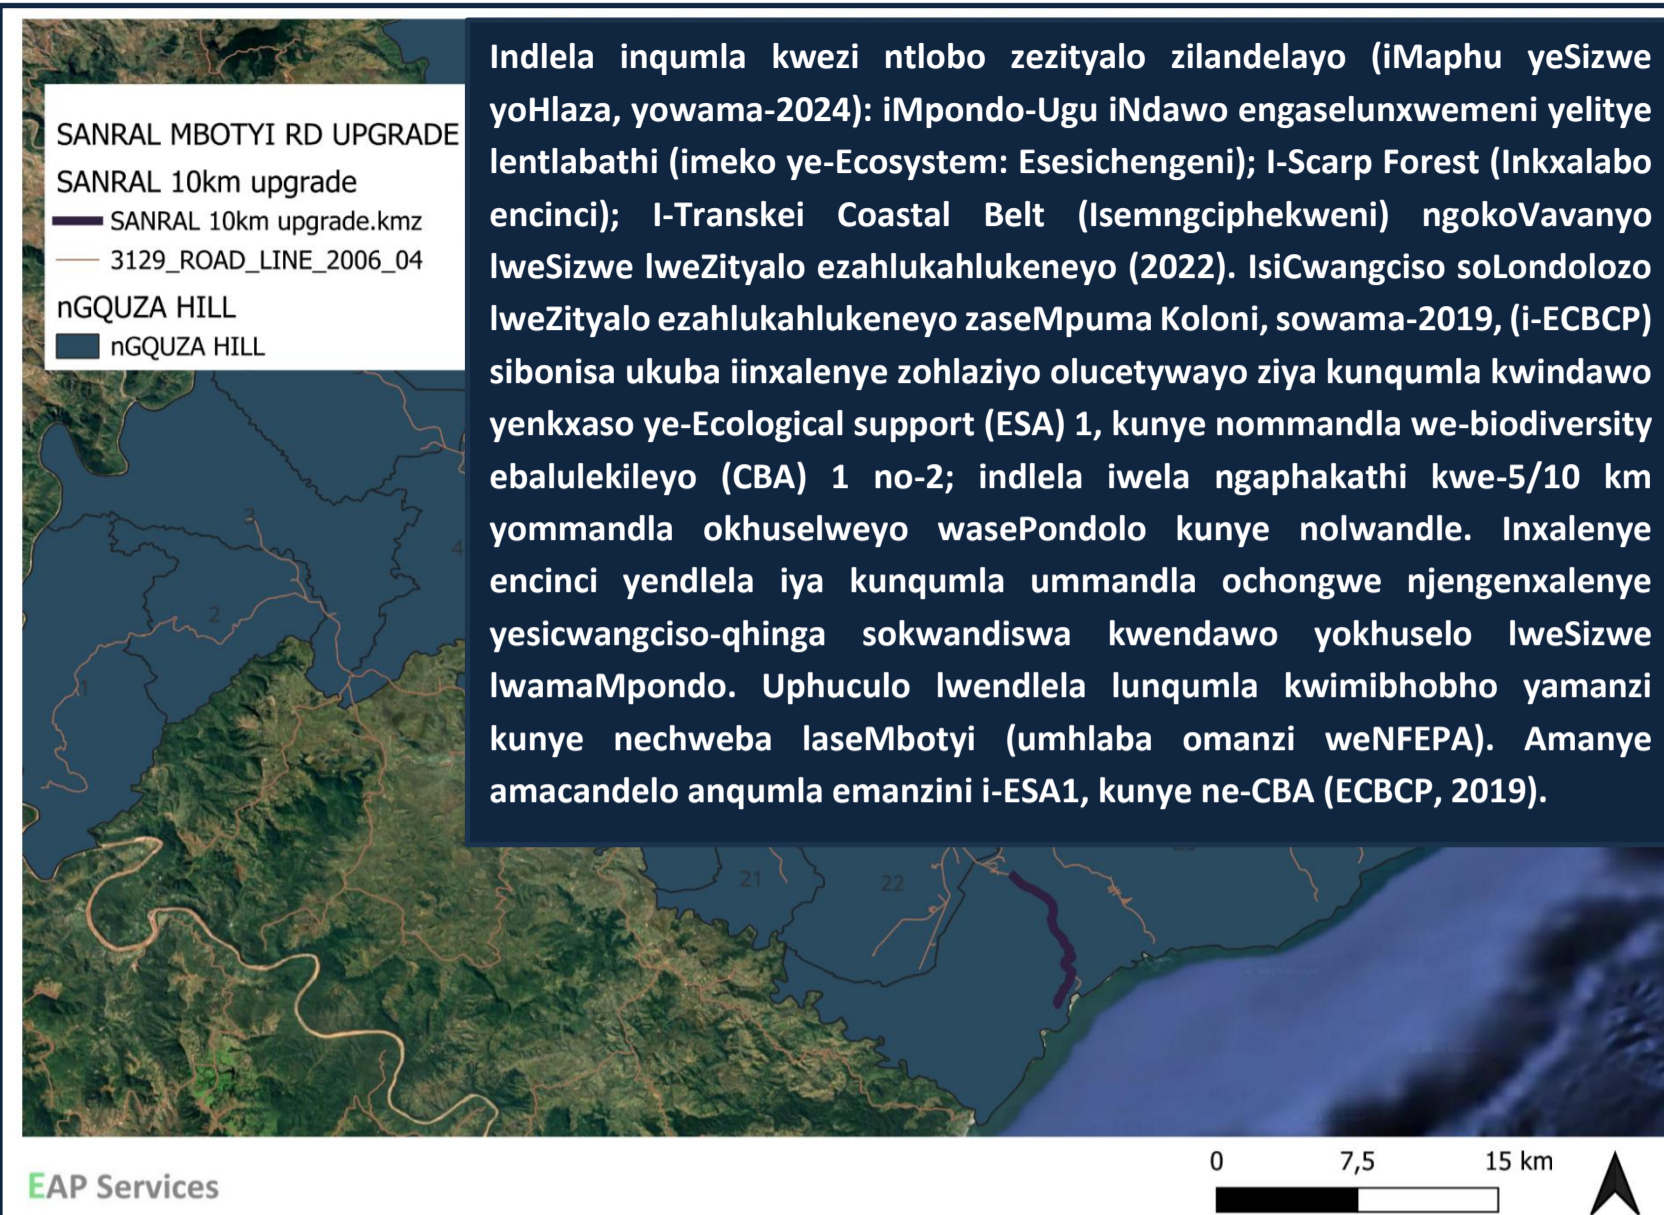 SANRAL MBOTYI RD UPGRADE
SANRAL 10km upgrade
SANRAL 10km upgrade.kmz
3129_ROAD_LINE_2006_04
nGQUZA HILL
nGQUZA HILL
Indlela inqumla kwezi ntlobo zezityalo zilandelayo (iMaphu yeSizwe
yoHlaza, yowama-2024): iMpondo-Ugu iNdawo engaselunxwemeni yelitye
lentlabathi (imeko ye-Ecosystem: Esesichengeni); I-Scarp Forest (Inkxalabo
encinci); I-Transkei Coastal Belt (Isemngciphekweni) ngokoVavanyo
lweSizwe lweZityalo ezahlukahlukeneyo (2022). IsiCwangciso soLondolozo
lweZityalo ezahlukahlukeneyo zaseMpuma Koloni, sowama-2019, (i-ECBCP)
sibonisa ukuba iinxalenye zohlaziyo olucetywayo ziya kunqumla kwindawo
yenkxaso ye-Ecological support (ESA) 1, kunye nommandla we-biodiversity
ebalulekileyo (CBA) 1 no-2; indlela iwela ngaphakathi kwe-5/10 km
yommandla okhuselweyo wasePondolo kunye nolwandle. Inxalenye
encinci yendlela iya kunqumla ummandla ochongwe njengenxalenye
yesicwangciso-qhinga sokwandiswa kwendawo yokhuselo lweSizwe
lwamaMpondo. Uphuculo lwendlela lunqumla kwimibhobho yamanzi
kunye nechweba laseMbotyi (umhlaba omanzi weNFEPA). Amanye
amacandelo anqumla emanzini i-ESA1, kunye ne-CBA (ECBCP, 2019).
3
4
2
1
21
22
EAP Services
0 7,5 15 km